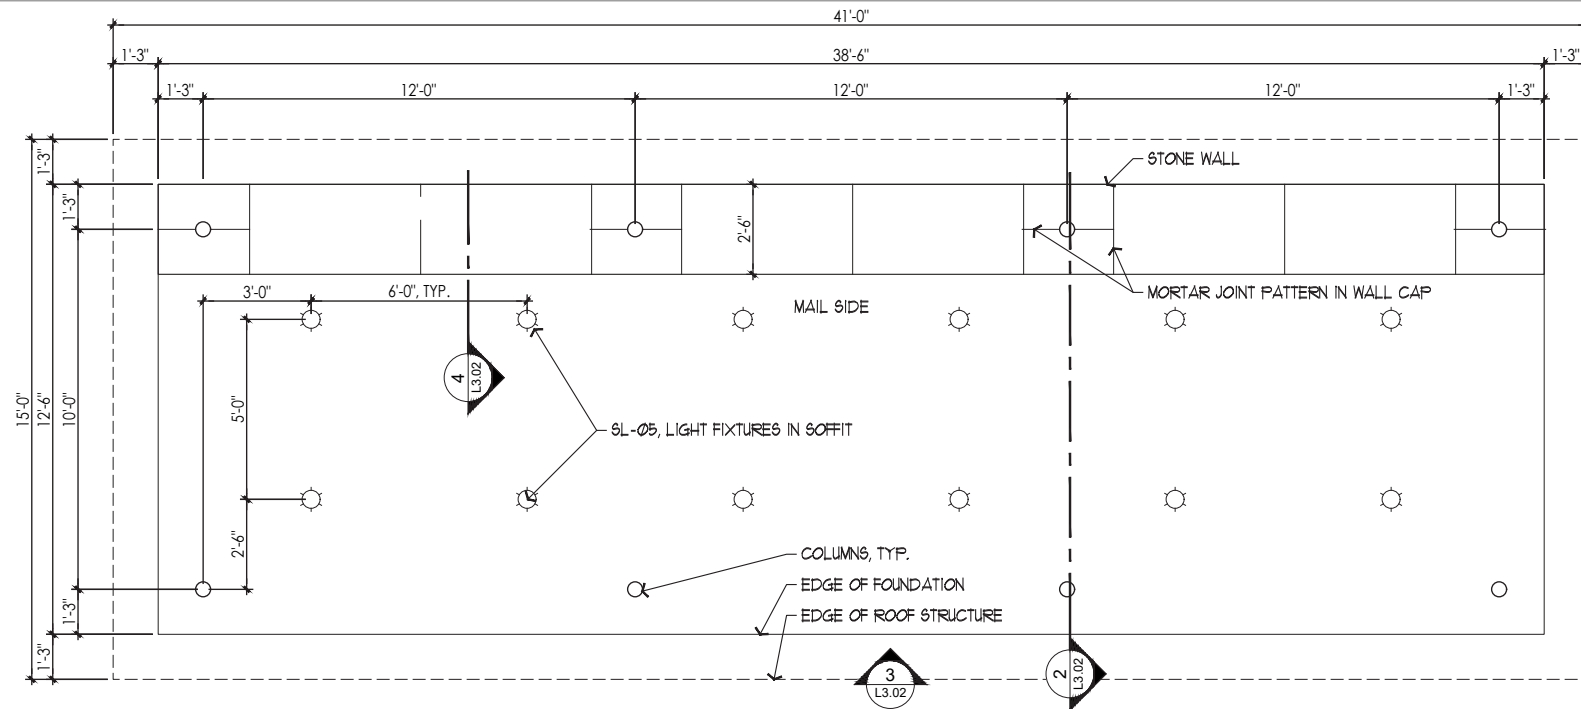 41'-0"
1'-3"
38'-6"
1'-3"
1'-3"
12'-0"
12'-0"
12'-0"
1'-3"
1'-3"
STONE WALL
1'-3"
2'-6"
3'-0"
6'-0", TYP.
MORTAR JOINT PATTERN IN WALL CAP
MAIL SIDE
4
L3.02
15'-0"
12'-6"
10'-0"
5'-0"
SL-Ø5, LIGHT FIXTURES IN SOFFIT
2'-6"
COLUMNS, TYP.
EDGE OF FOUNDATION
1'-3"
EDGE OF ROOF STRUCTURE
1'-3"
3
L3.02
2
L3.02